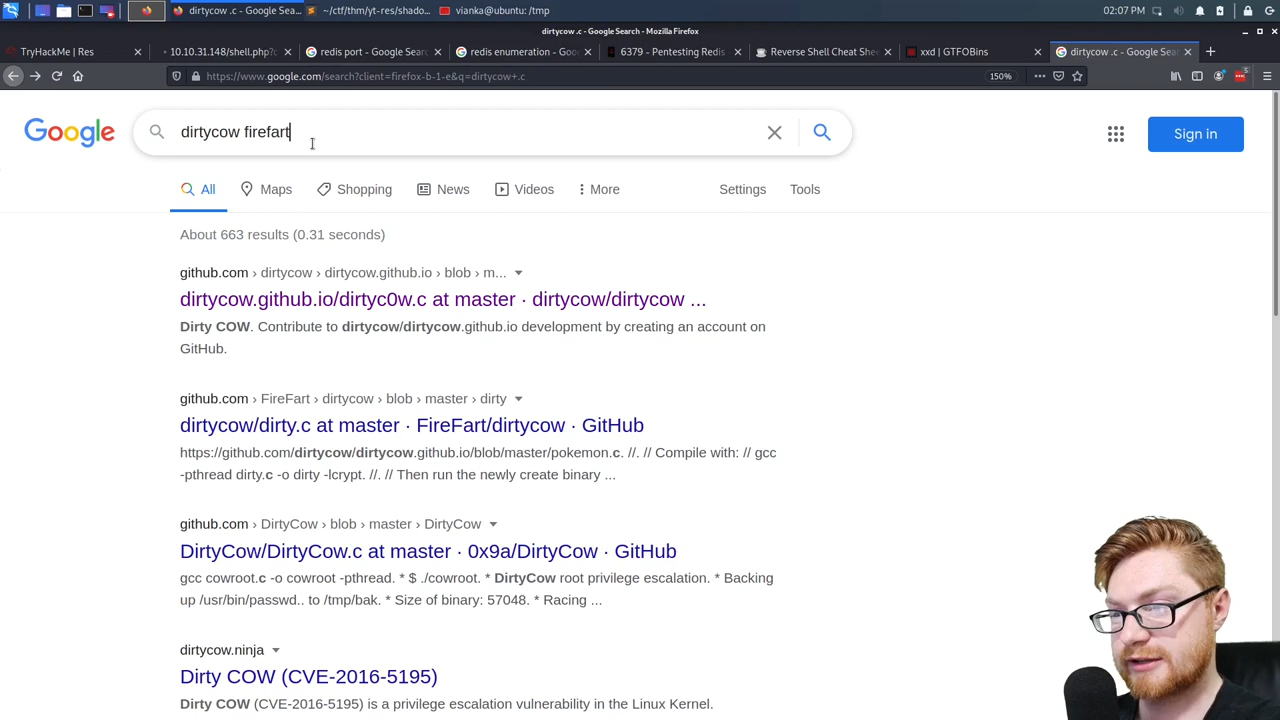 dirtycow .c - Google Sea...
~/ctf/thm/yt-res/shado...
vianka@ubuntu: /tmp
02:07 PM
dirtycow .c - Google Search - Mozilla Firefox
TryHackMe | Res
10.10.31.148/shell.php?c
redis port - Google Search
redis enumeration - Goo
6379 - Pentesting Redis
Reverse Shell Cheat She
xxd | GTFOBins
dirtycow .c - Google Sea
https://www.google.com/search?client=firefox-b-1-e&q=dirtycow+.c
150%
Google
dirtycow firefart
Sign in
All
Maps
Shopping
News
Videos
More
Settings
Tools
About 663 results (0.31 seconds)
github.com › dirtycow › dirtycow.github.io › blob › m...
dirtycow.github.io/dirtyc0w.c at master · dirtycow/dirtycow ...
Dirty COW. Contribute to dirtycow/dirtycow.github.io development by creating an account on
GitHub.
github.com › FireFart › dirtycow › blob › master › dirty
dirtycow/dirty.c at master · FireFart/dirtycow · GitHub
https://github.com/dirtycow/dirtycow.github.io/blob/master/pokemon.c. //. // Compile with: // gcc
-pthread dirty.c -o dirty -lcrypt. //. // Then run the newly create binary ...
github.com › DirtyCow › blob › master › DirtyCow
DirtyCow/DirtyCow.c at master · 0x9a/DirtyCow · GitHub
gcc cowroot.c -o cowroot -pthread. * $ ./cowroot. * DirtyCow root privilege escalation. * Backing
up /usr/bin/passwd.. to /tmp/bak. * Size of binary: 57048. * Racing ...
dirtycow.ninja
Dirty COW (CVE-2016-5195)
Dirty COW (CVE-2016-5195) is a privilege escalation vulnerability in the Linux Kernel.